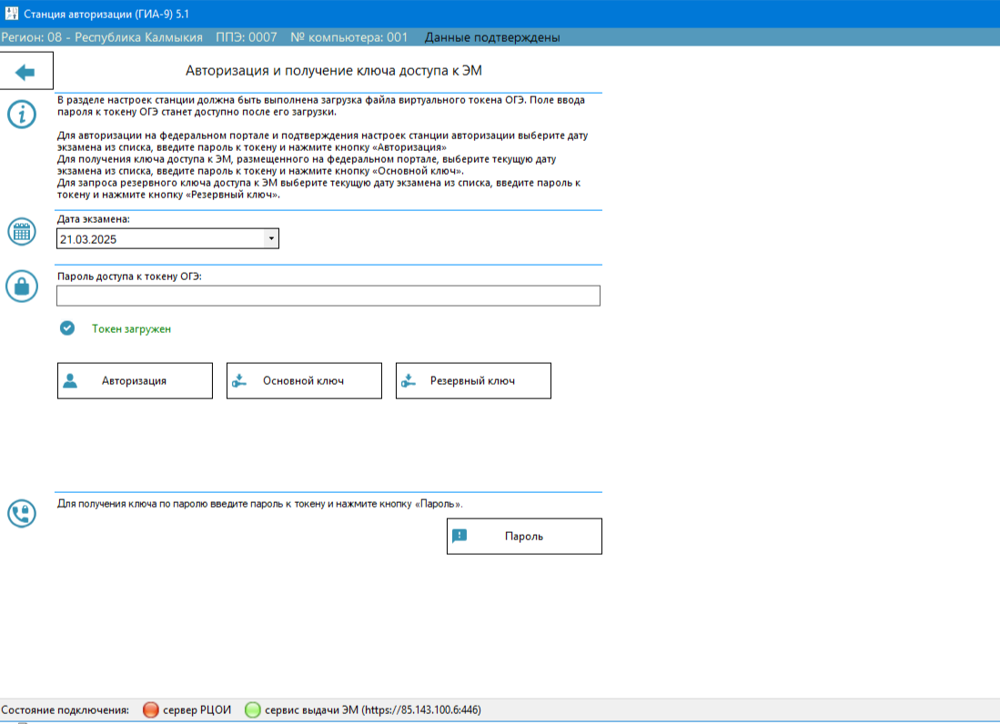 Станция авторизации (ГИА-9) 5.1
Регион: 08 - Республика Калмыкия ППЭ: 0007 № компьютера: 001 Данные подтверждены
Авторизация и получение ключа доступа к ЭМ
В разделе настроек станции должна быть выполнена загрузка файла виртуального токена ОГЭ. Поле ввода
пароля к токену ОГЭ станет доступно после его загрузки.
Для авторизации на федеральном портале и подтверждения настроек станции авторизации выберите дату
экзамена из списка, введите пароль к токену и нажмите кнопку «Авторизация»
Для получения ключа доступа к ЭМ, размещенного на федеральном портале, выберите текущую дату
экзамена из списка, введите пароль к токену и нажмите кнопку «Основной ключ».
Для запроса резервного ключа доступа к ЭМ выберите текущую дату экзамена из списка, введите пароль к
токену и нажмите кнопку «Резервный ключ».
Дата экзамена:
21.03.2025
Пароль доступа к токену ОГЭ:
Токен загружен
Авторизация Основной ключ Резервный ключ
Для получения ключа по паролю введите пароль к токену и нажмите кнопку «Пароль».
Пароль
Состояние подключения: сервер РЦОИ сервис выдачи ЭМ (https://85.143.100.6:446)